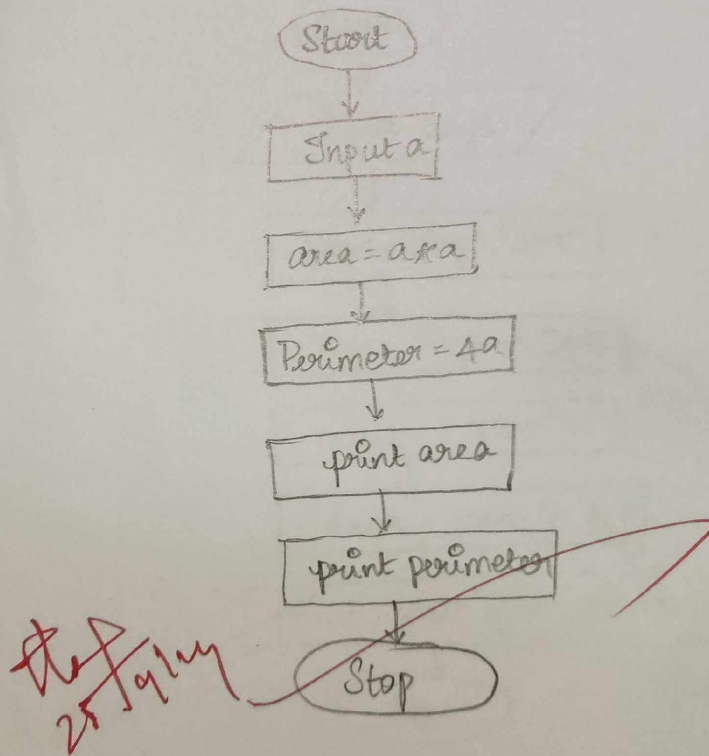 Start
Input a
area = a*a
Perimeter = 4a
print area
print perimeter
Stop